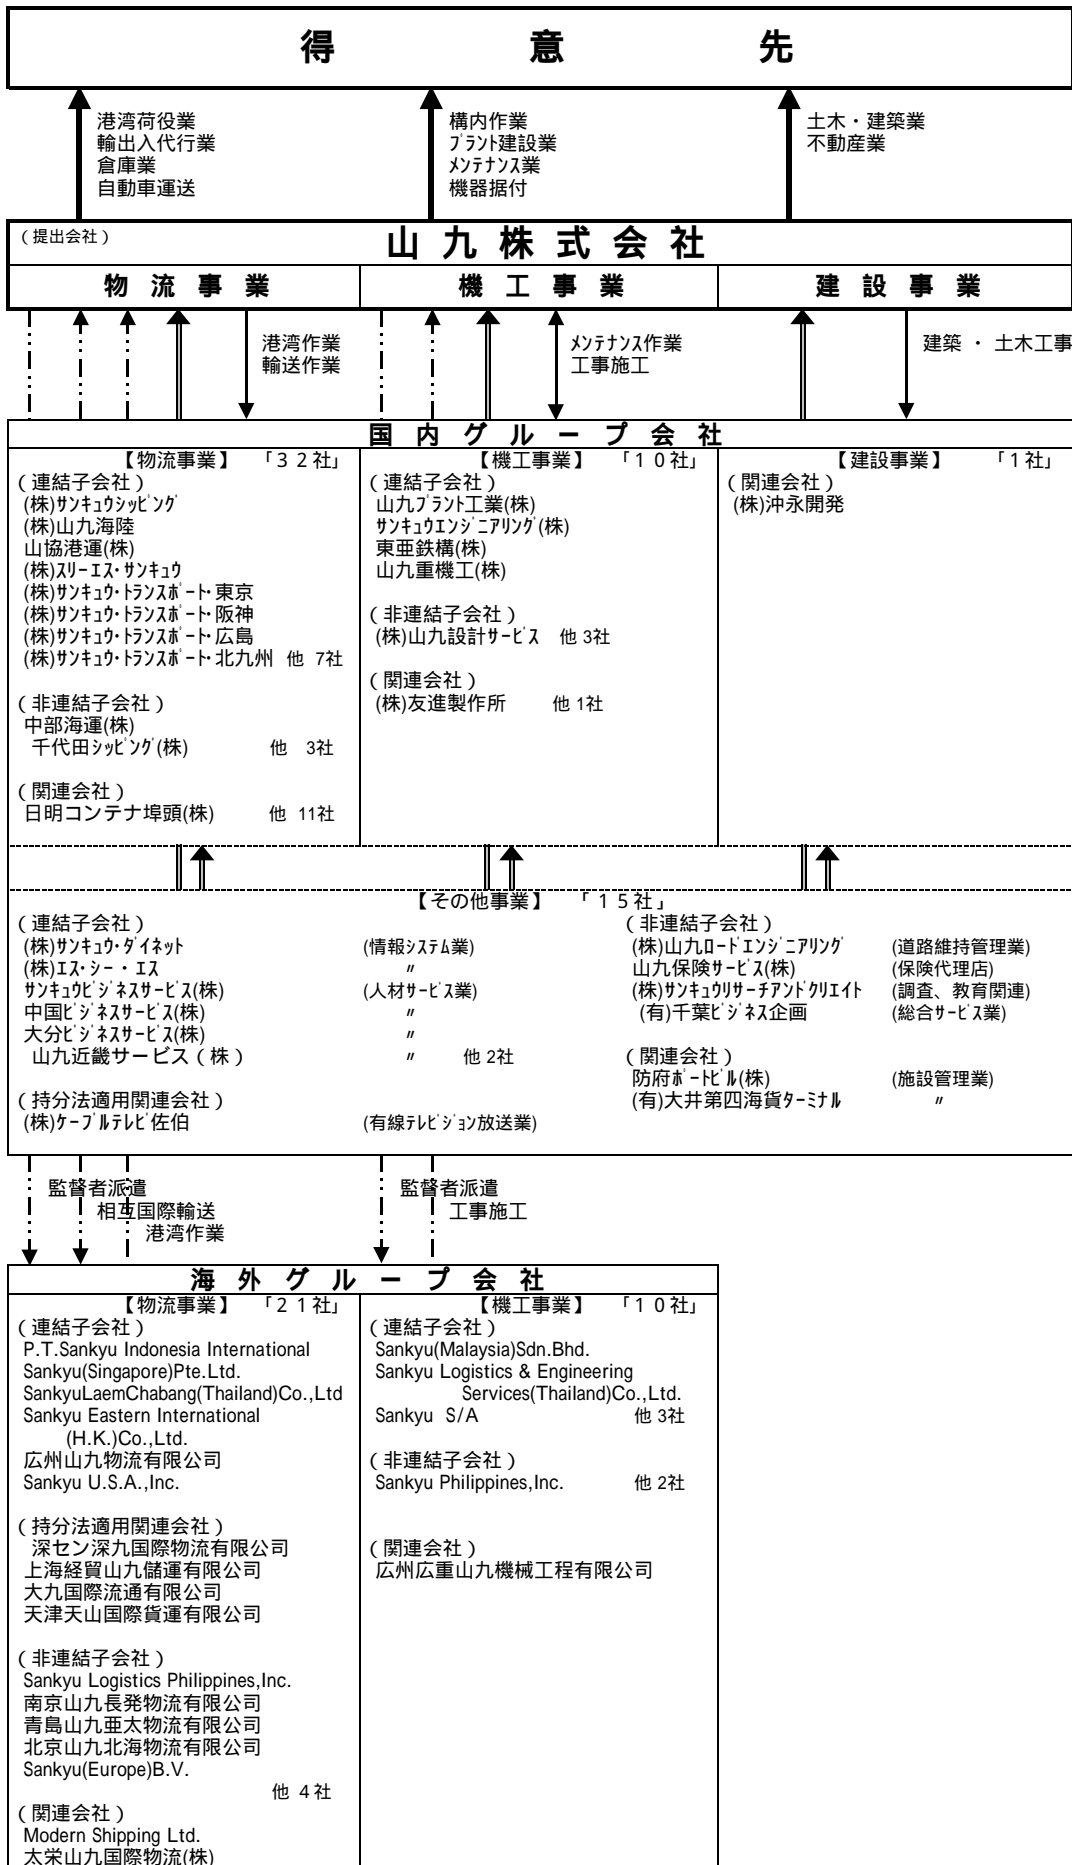 得意先
港湾荷役業
輸出入代行業
倉庫業
自動車運送
構内作業
プラント建設業
メンテナンス業
機器据付
土木・建築業
不動産業
(提出会社)
山九株式会社
物流事業
機工事業
建設事業
港湾作業
輸送作業
メンテナンス作業
工事施工
建築・土木工事
国内グループ会社
【物流事業】 「32社」
(連結子会社)
(株)サンキュウシッピング
(株)山九海陸
山協港運(株)
(株)スリーエス・サンキュウ
(株)サンキュウ・トランスポート・東京
(株)サンキュウ・トランスポート・阪神
(株)サンキュウ・トランスポート・広島
(株)サンキュウ・トランスポート・北九州 他 7社
(非連結子会社)
中部海運(株)
千代田シッピング(株) 他 3社
(関連会社)
日明コンテナ埠頭(株) 他 11社
【機工事業】 「10社」
(連結子会社)
山九プラント工業(株)
サンキュウエンジニアリング(株)
東亜鉄構(株)
山九重機工(株)
(非連結子会社)
(株)山九設計サービス 他 3社
(関連会社)
(株)友進製作所 他 1社
【建設事業】 「1社」
(関連会社)
(株)沖永開発
【その他事業】 「15社」
(連結子会社)
(株)サンキュウ・ダイネット (情報システム業)
(株)エス・シー・エス 〃
サンキュウビジネスサービス(株) (人材サービス業)
中国ビジネスサービス(株) 〃
大分ビジネスサービス(株) 〃
山九近畿サービス(株) 〃 他 2社
(持分法適用関連会社)
(株)ケーブルテレビ佐伯 (有線テレビジョン放送業)
(非連結子会社)
(株)山九ロードエンジニアリング (道路維持管理業)
山九保険サービス(株) (保険代理店)
(株)サンキュウリサーチアンドクリエイト (調査、教育関連)
(有)千葉ビジネス企画 (総合サービス業)
(関連会社)
防府ポートビル(株) (施設管理業)
(有)大井第四海貨ターミナル 〃
監督者派遣
相互国際輸送
港湾作業
監督者派遣
工事施工
海外グループ会社
【物流事業】 「21社」
(連結子会社)
P.T.Sankyu Indonesia International
Sankyu(Singapore)Pte.Ltd.
SankyuLaemChabang(Thailand)Co.,Ltd
Sankyu Eastern International
(H.K.)Co.,Ltd.
広州山九物流有限公司
Sankyu U.S.A.,Inc.
(持分法適用関連会社)
深セン深九国際物流有限公司
上海経貿山九儲運有限公司
大九国際流通有限公司
天津天山国際貨運有限公司
(非連結子会社)
Sankyu Logistics Philippines,Inc.
南京山九長発物流有限公司
青島山九亜太物流有限公司
北京山九北海物流有限公司
Sankyu(Europe)B.V.
他 4社
(関連会社)
Modern Shipping Ltd.
太栄山九国際物流(株)
【機工事業】 「10社」
(連結子会社)
Sankyu(Malaysia)Sdn.Bhd.
Sankyu Logistics & Engineering
Services(Thailand)Co.,Ltd.
Sankyu S/A 他 3社
(非連結子会社)
Sankyu Philippines,Inc. 他 2社
(関連会社)
広州広重山九機械工程有限公司